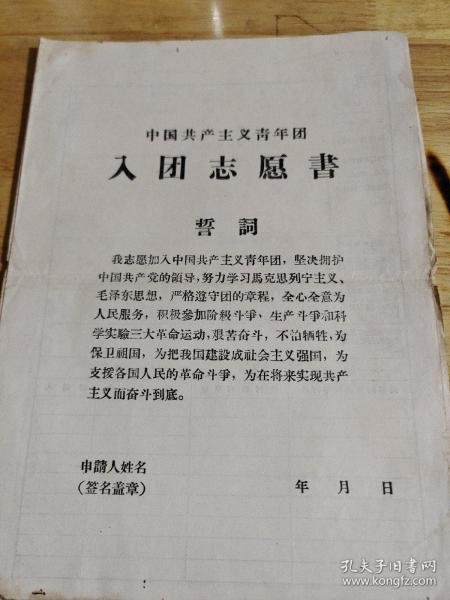 中国共产主义青年团
入团志愿書
誓詞
我志愿加入中国共产主义青年团，坚决拥护
中国共产党的領导，努力学习馬克思列宁主义、
毛泽东思想，严格遵守团的章程，全心全意为
人民服务，积极参加阶級斗爭、生产斗爭和科
学实驗三大革命运动，艰苦奋斗，不怕牺牲，为
保卫祖国，为把我国建設成社会主义强国，为
支援各国人民的革命斗爭，为在将来实现共产
主义而奋斗到底。
申請人姓名
(签名盖章)
年 月 日
孔夫子旧书网
www.kongfz.com